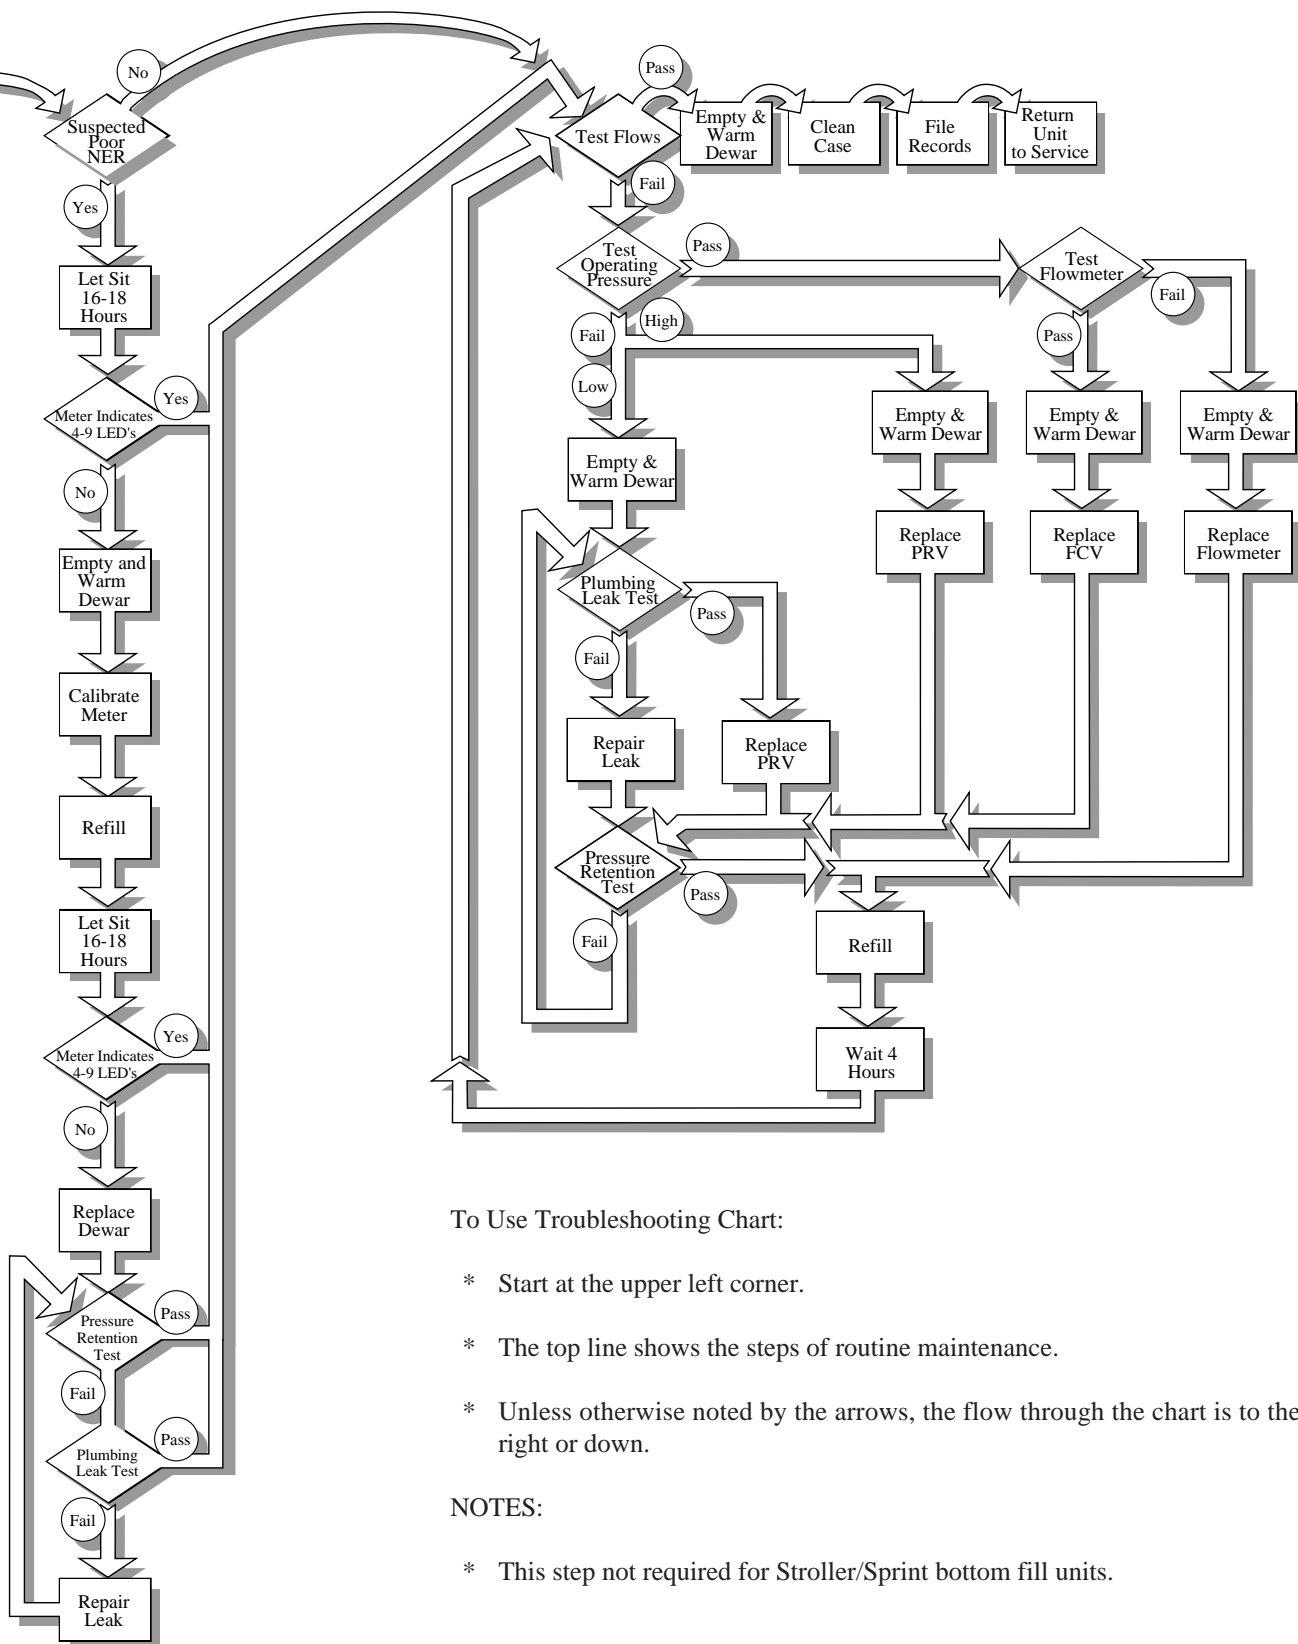 No
Suspected
Poor
NER
Yes
Let Sit
16-18
Hours
Meter Indicates
4-9 LED's
Yes
No
Empty and
Warm
Dewar
Calibrate
Meter
Refill
Let Sit
16-18
Hours
Meter Indicates
4-9 LED's
Yes
No
Replace
Dewar
Pressure
Retention
Test
Pass
Fail
Plumbing
Leak Test
Pass
Fail
Repair
Leak
Test Flows
Pass
Empty &
Warm
Dewar
Clean
Case
File
Records
Return
Unit
to Service
Fail
Test
Operating
Pressure
Pass
Test
Flowmeter
Fail
Pass
High
Fail
Low
Empty &
Warm Dewar
Empty &
Warm Dewar
Empty &
Warm Dewar
Empty &
Warm Dewar
Replace
PRV
Replace
FCV
Replace
Flowmeter
Plumbing
Leak Test
Pass
Fail
Repair
Leak
Replace
PRV
Pressure
Retention
Test
Pass
Fail
Refill
Wait 4
Hours
To Use Troubleshooting Chart:
* Start at the upper left corner.
* The top line shows the steps of routine maintenance.
* Unless otherwise noted by the arrows, the flow through the chart is to the
right or down.
NOTES:
* This step not required for Stroller/Sprint bottom fill units.